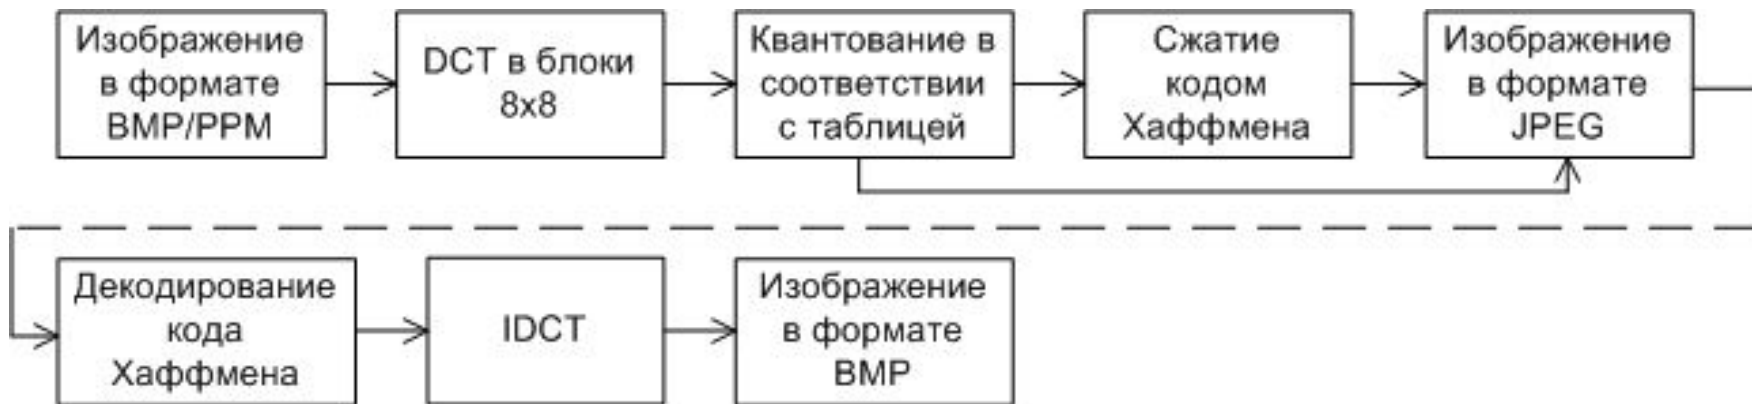 Изображение
в формате
BMP/PPM
DCT в блоки
8x8
Квантование в
соответствии
с таблицей
Сжатие
кодом
Хаффмена
Изображение
в формате
JPEG
Декодирование
кода
Хаффмена
IDCT
Изображение
в формате
BMP